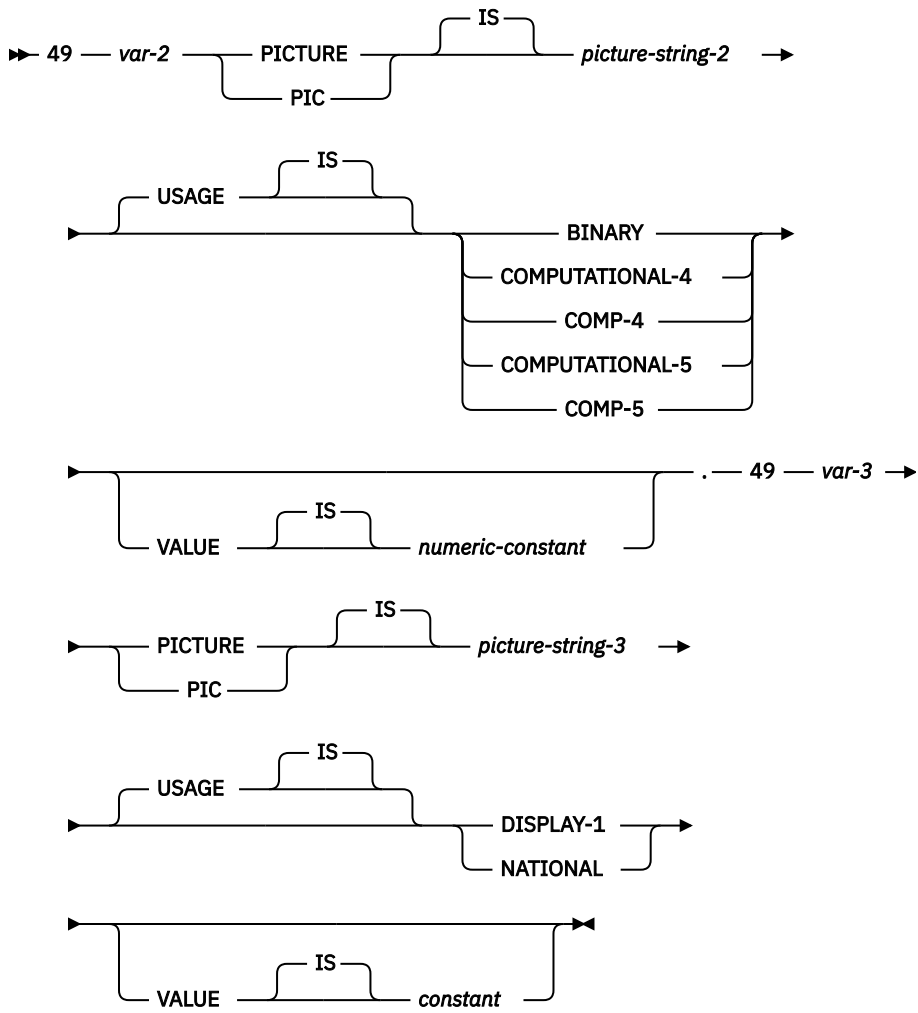 IS
49 var-2 PICTURE picture-string-2
PIC
IS
USAGE
BINARY
COMPUTATIONAL-4
COMP-4
COMPUTATIONAL-5
COMP-5
. 49 var-3
IS
VALUE numeric-constant
IS
PICTURE picture-string-3
PIC
IS
USAGE
DISPLAY-1
NATIONAL
IS
VALUE constant